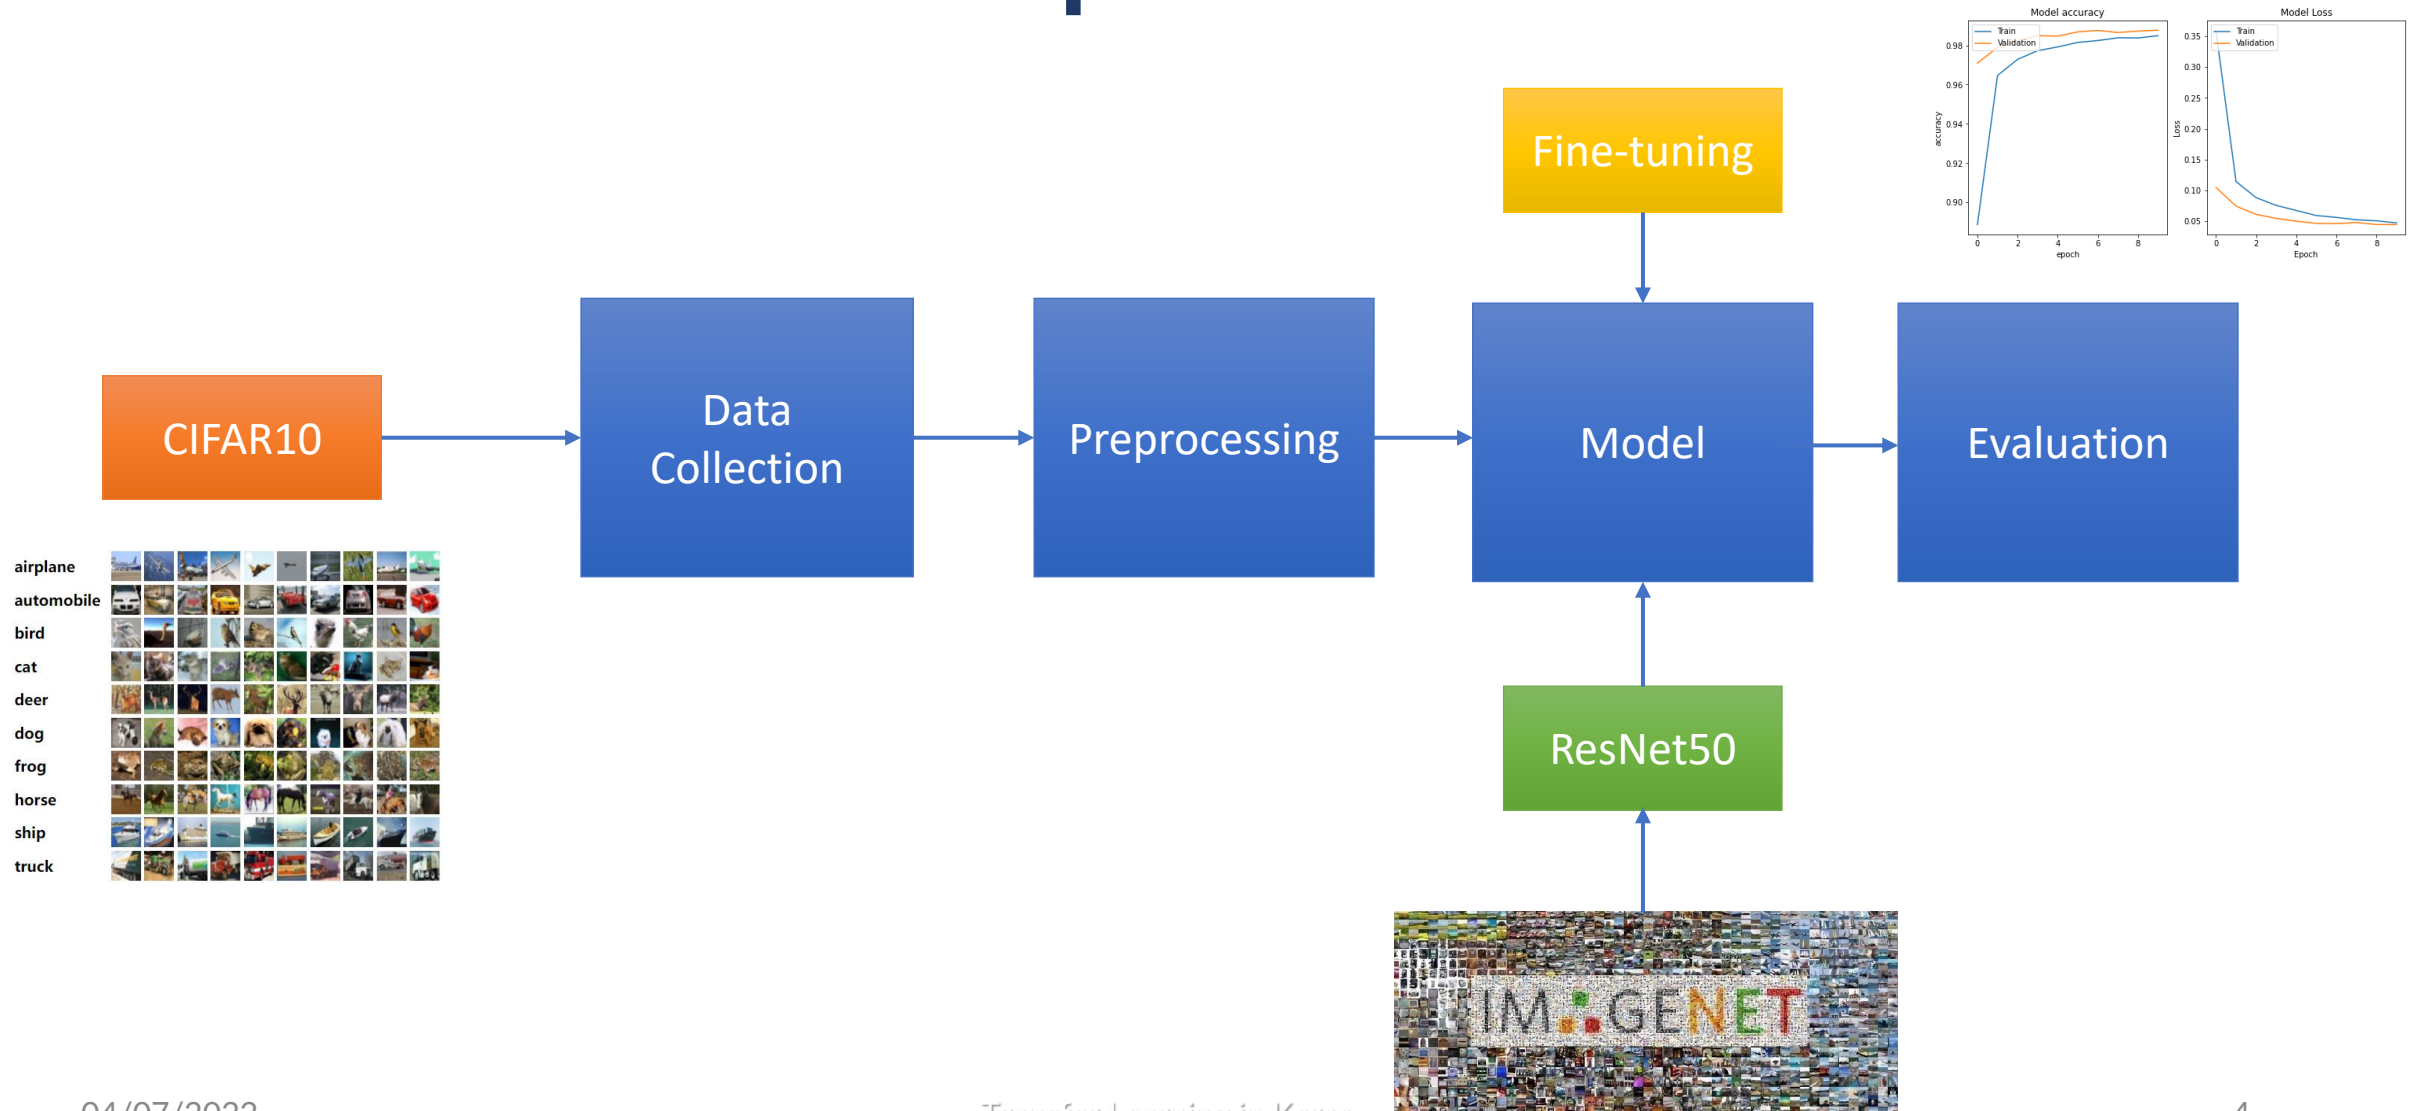 Model accuracy
Train
Validation
0.98
0.96
0.94
0.92
0.90
accuracy
0 2 4 6 8
epoch
Model Loss
Train
Validation
0.35
0.30
0.25
0.20
0.15
0.10
0.05
Loss
0 2 4 6 8
Epoch
Fine-tuning
CIFAR10
Data
Collection
Preprocessing
Model
Evaluation
airplane
automobile
bird
cat
deer
dog
frog
horse
ship
truck
ResNet50
IMAGENET